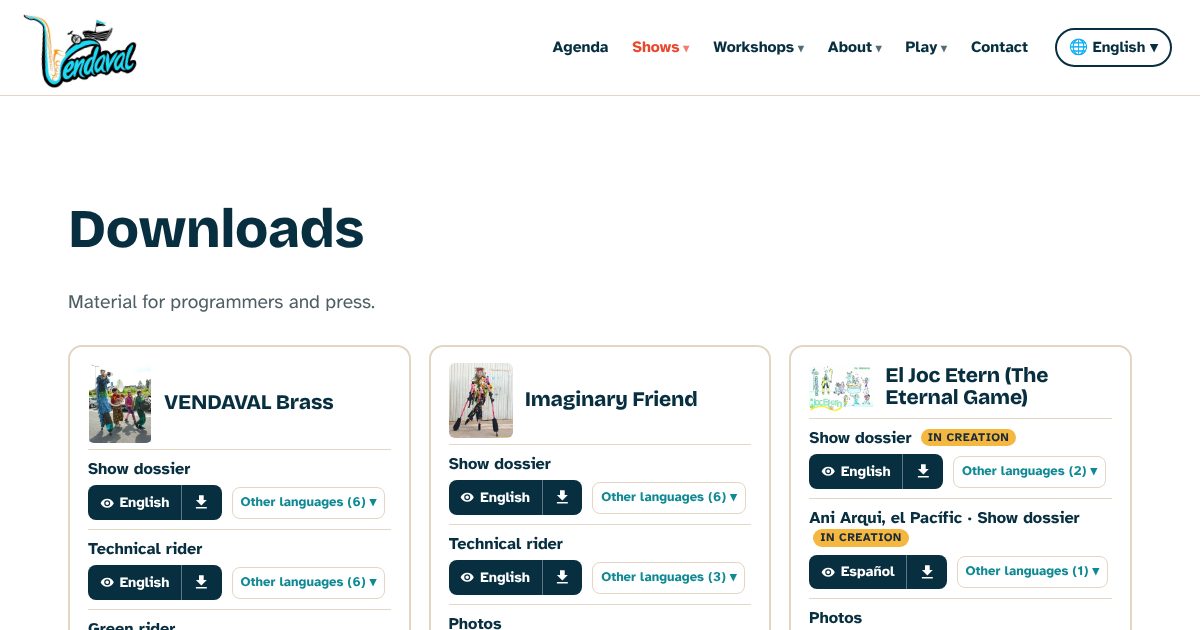 Vendaval
Agenda
Shows ▾
Workshops ▾
About ▾
Play ▾
Contact
🌐 English ▾
Downloads
Material for programmers and press.
VENDAVAL Brass
Show dossier
English
Other languages (6) ▾
Technical rider
English
Other languages (6) ▾
Green rider
Imaginary Friend
Show dossier
English
Other languages (6) ▾
Technical rider
English
Other languages (3) ▾
Photos
El Joc Etern (The
Eternal Game)
Show dossier IN CREATION
English
Other languages (2) ▾
Ani Arqui, el Pacífic · Show dossier
IN CREATION
Español
Other languages (1) ▾
Photos